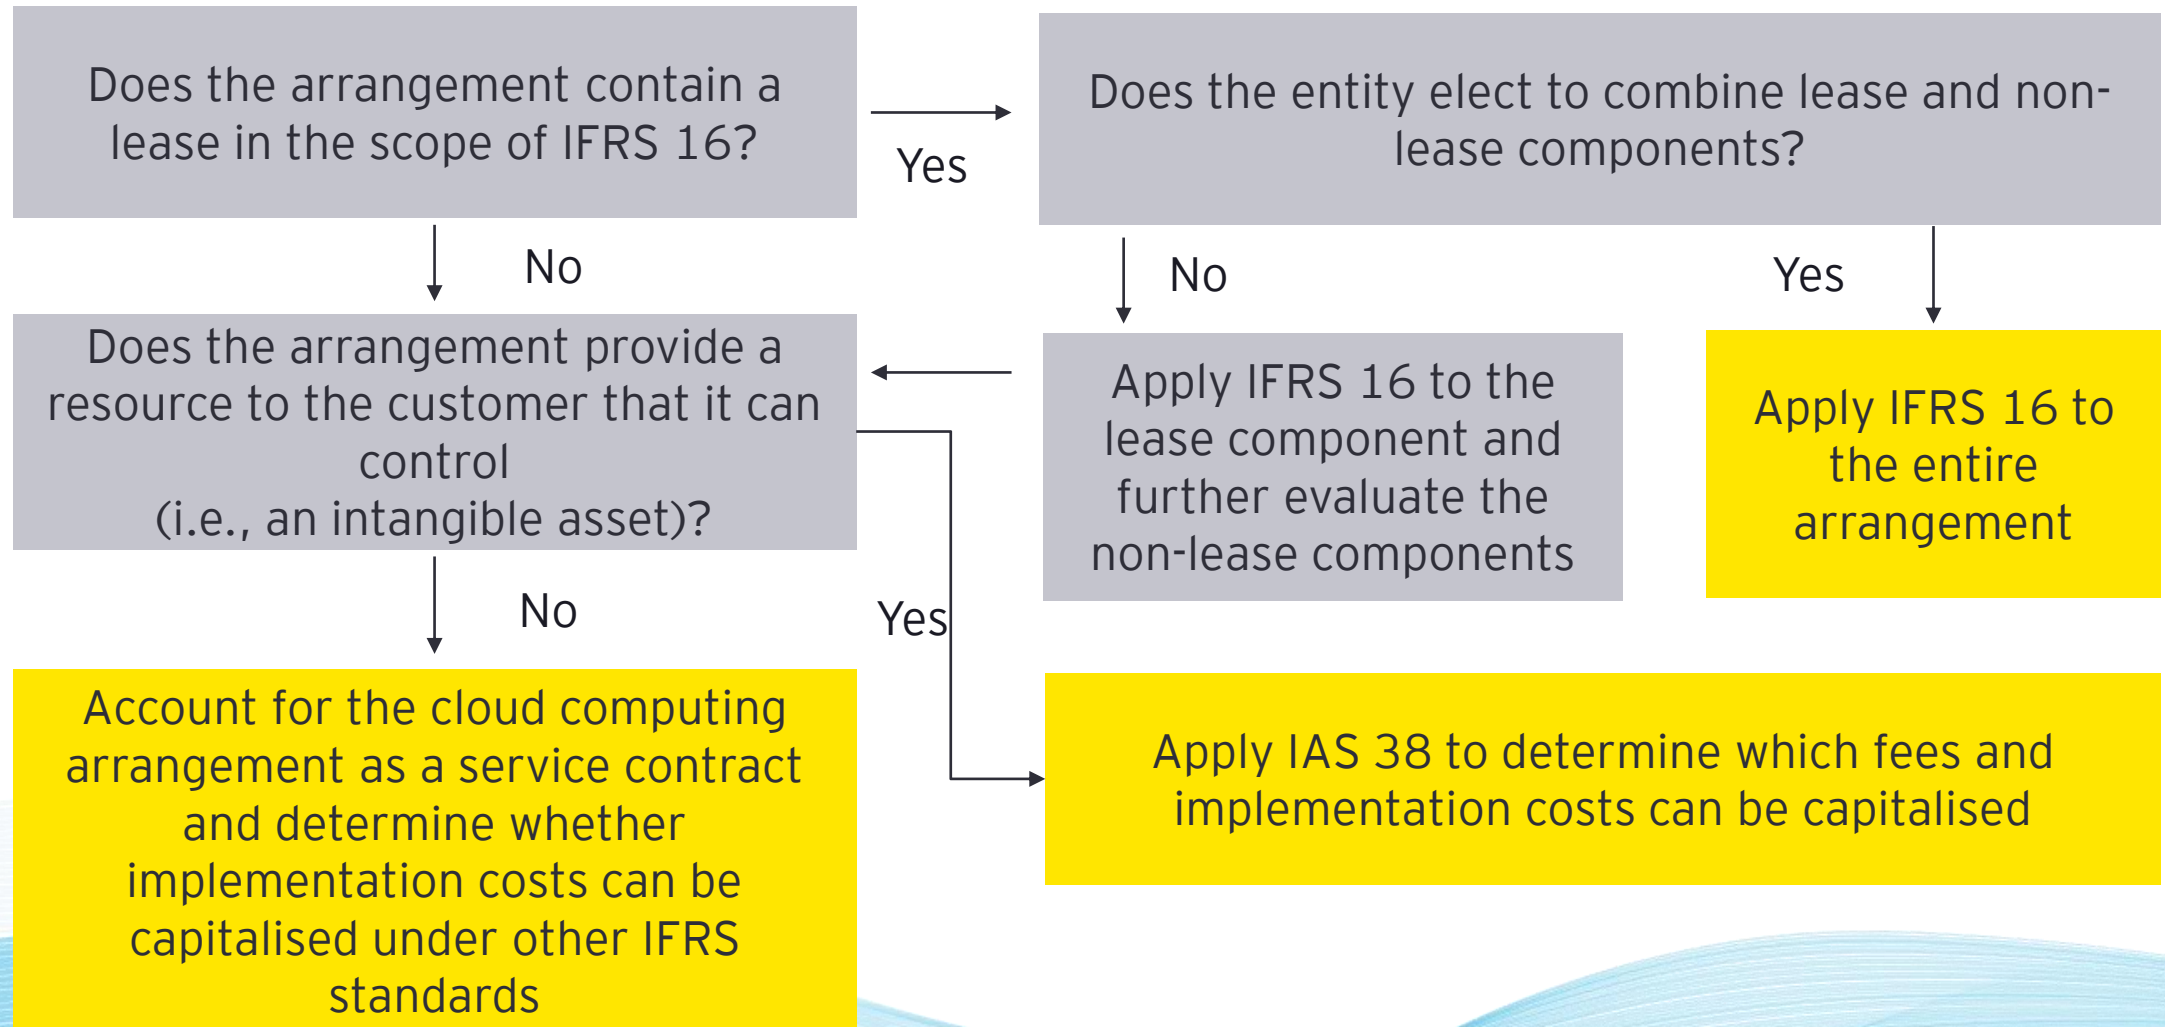 Does the arrangement contain a
lease in the scope of IFRS 16?
Yes
Does the entity elect to combine lease and non-
lease components?
No
No
Yes
Does the arrangement provide a
resource to the customer that it can
control
(i.e., an intangible asset)?
Apply IFRS 16 to the
lease component and
further evaluate the
non-lease components
Apply IFRS 16 to
the entire
arrangement
No
Yes
Account for the cloud computing
arrangement as a service contract
and determine whether
implementation costs can be
capitalised under other IFRS
standards
Apply IAS 38 to determine which fees and
implementation costs can be capitalised